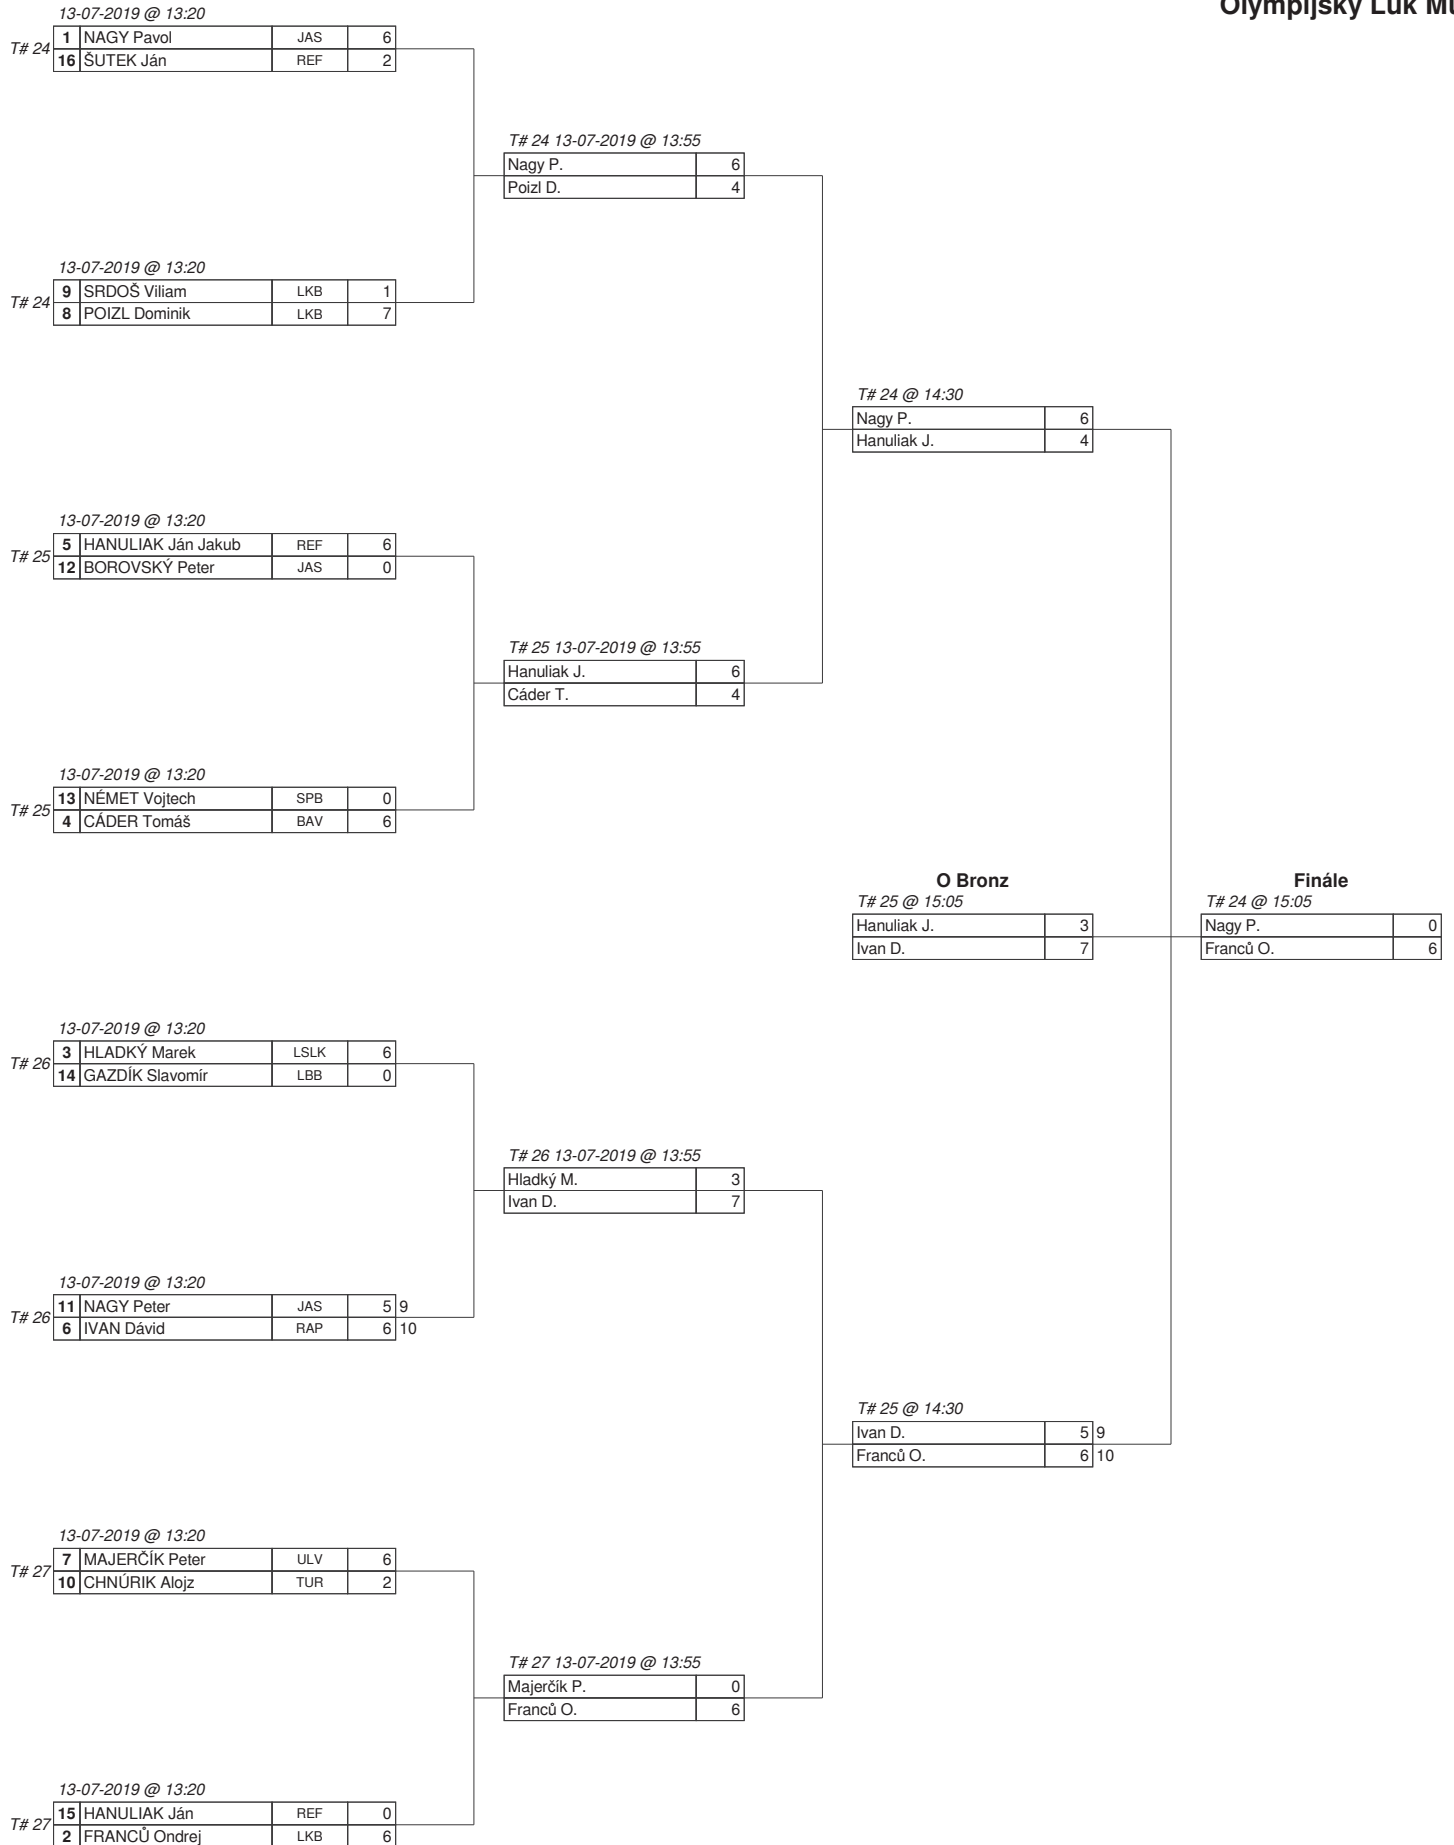 Olympijský Luk Mu
13-07-2019 @ 13:20
T# 24
1 NAGY Pavol JAS 6
16 ŠUTEK Ján REF 2
T# 24 13-07-2019 @ 13:55
Nagy P. 6
Poizl D. 4
13-07-2019 @ 13:20
T# 24
9 SRDOŠ Viliam LKB 1
8 POIZL Dominik LKB 7
T# 24 @ 14:30
Nagy P. 6
Hanuliak J. 4
13-07-2019 @ 13:20
T# 25
5 HANULIAK Ján Jakub REF 6
12 BOROVSKÝ Peter JAS 0
T# 25 13-07-2019 @ 13:55
Hanuliak J. 6
Cáder T. 4
13-07-2019 @ 13:20
T# 25
13 NÉMET Vojtech SPB 0
4 CÁDER Tomáš BAV 6
O Bronz
T# 25 @ 15:05
Hanuliak J. 3
Ivan D. 7
Finále
T# 24 @ 15:05
Nagy P. 0
Franců O. 6
13-07-2019 @ 13:20
T# 26
3 HLADKÝ Marek LSLK 6
14 GAZDÍK Slavomír LBB 0
T# 26 13-07-2019 @ 13:55
Hladký M. 3
Ivan D. 7
13-07-2019 @ 13:20
T# 26
11 NAGY Peter JAS 5 9
6 IVAN Dávid RAP 6 10
T# 25 @ 14:30
Ivan D. 5 9
Franců O. 6 10
13-07-2019 @ 13:20
T# 27
7 MAJERČÍK Peter ULV 6
10 CHNÚRIK Alojz TUR 2
T# 27 13-07-2019 @ 13:55
Majerčík P. 0
Franců O. 6
13-07-2019 @ 13:20
T# 27
15 HANULIAK Ján REF 0
2 FRANCŮ Ondrej LKB 6